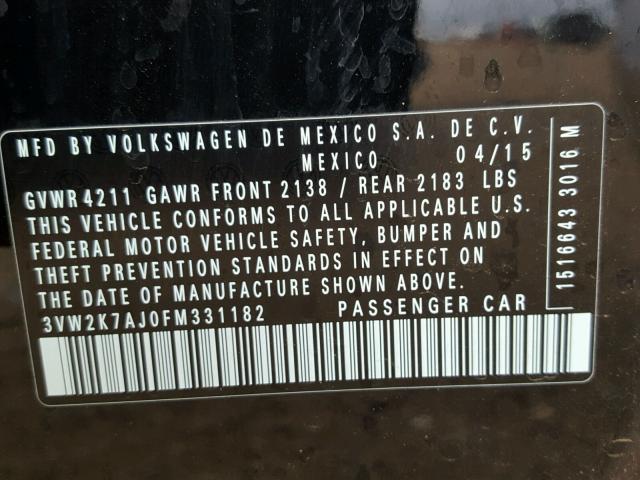 MFD BY VOLKSWAGEN DE MEXICO S.A. DE C.V.
MEXICO 04/15
GVWR 4211 GAWR FRONT 2138 / REAR 2183 LBS
THIS VEHICLE CONFORMS TO ALL APPLICABLE U.S.
FEDERAL MOTOR VEHICLE SAFETY, BUMPER AND
THEFT PREVENTION STANDARDS IN EFFECT ON
THE DATE OF MANUFACTURE SHOWN ABOVE.
3VW2K7AJ0FM331182 PASSENGER CAR
1516643 3016 M